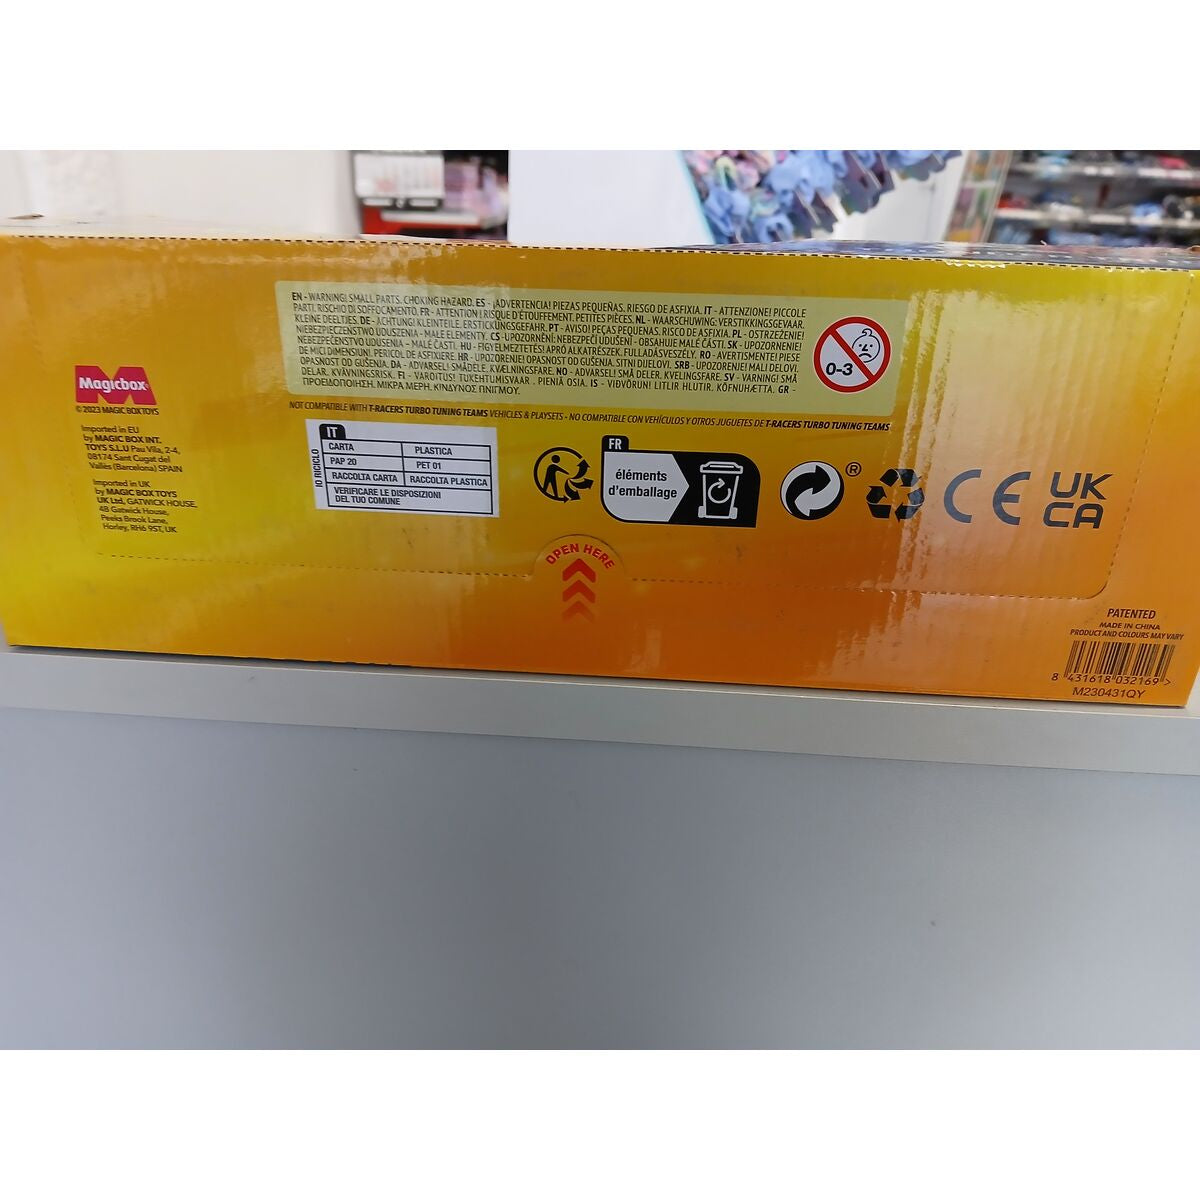 EN - WARNING! SMALL PARTS. CHOKING HAZARD. ES - ¡ADVERTENCIA! PIEZAS PEQUEÑAS. RIESGO DE ASFIXIA. IT - ATTENZIONE! PICCOLE
PARTI. RISCHIO DI SOFFOCAMENTO. FR - ATTENTION ! RISQUE D'ÉTOUFFEMENT. PETITES PIÈCES. NL - WAARSCHUWING: VERSTIKKINGSGEVAAR.
KLEINE DEELTJES. DE - ACHTUNG! KLEINTEILE. ERSTICKUNGSGEFAHR. PT - AVISO! PEÇAS PEQUENAS. RISCO DE ASFIXIA. PL - OSTRZEŻENIE!
NIEBEZPIECZEŃSTWO UDUSZENIA - MAŁE ELEMENTY. CS - UPOZORNĚNÍ: NEBEZPEČÍ UDUŠENÍ - OBSAHUJE MALÉ ČÁSTI. SK - UPOZORNENIE!
NEBEZPEČENSTVO UDUSENIA - MALÉ ČASTI. HU - FIGYELMEZTETÉS! APRÓ ALKATRÉSZEK. FULLADÁSVESZÉLY. RO - AVERTISMENTE! PIESE
DE MICI DIMENSIUNI. PERICOL DE ASFIXIERE. HR - UPOZORENJE! OPASNOST OD GUŠENJA. SITNI DIJELOVI. SRB - UPOZORENJE! MALI DELOVI.
OPASNOST OD GUŠENJA. DA - ADVARSEL! SMÅDELE. KVÆLNINGSFARE. NO - ADVARSEL! SMÅ DELER. KVELINGSFARE. SV - VARNING! SMÅ
DELAR. KVÄVNINGSRISK. FI - VAROITUS! TUKEHTUMISVAARA . PIENIÄ OSIA. IS - VIÐVÖRUN! LITLIR HLUTIR. KÖFNUHÆTTA. GR -
ΠΡΟΕΙΔΟΠΟΙΗΣΗ. ΜΙΚΡΑ ΜΕΡΗ. ΚΙΝΔΥΝΟΣ ΠΝΙΓΜΟΥ.
0-3
NOT COMPATIBLE WITH T-RACERS TURBO TUNING TEAMS VEHICLES & PLAYSETS - NO COMPATIBLE CON VEHÍCULOS Y OTROS JUGUETES DE T-RACERS TURBO TUNING TEAMS
Magicbox
© 2023 MAGIC BOX TOYS
Imported in EU
by MAGIC BOX INT.
TOYS S.L.U Pau Vila, 2-4,
08174 Sant Cugat del
Vallès (Barcelona) SPAIN
Imported in UK
by MAGIC BOX TOYS
UK Ltd, GATWICK HOUSE,
4B Gatwick House,
Peeks Brook Lane,
Horley, RH6 9ST, UK
IO RICICLO
IT
CARTA PLASTICA
PAP 20 PET 01
RACCOLTA CARTA RACCOLTA PLASTICA
VERIFICARE LE DISPOSIZIONI
DEL TUO COMUNE
FR
éléments
d'emballage
®
CE
UK
CA
OPEN HERE
PATENTED
MADE IN CHINA
PRODUCT AND COLOURS MAY VARY
8 431618 032169 >
M230431QY